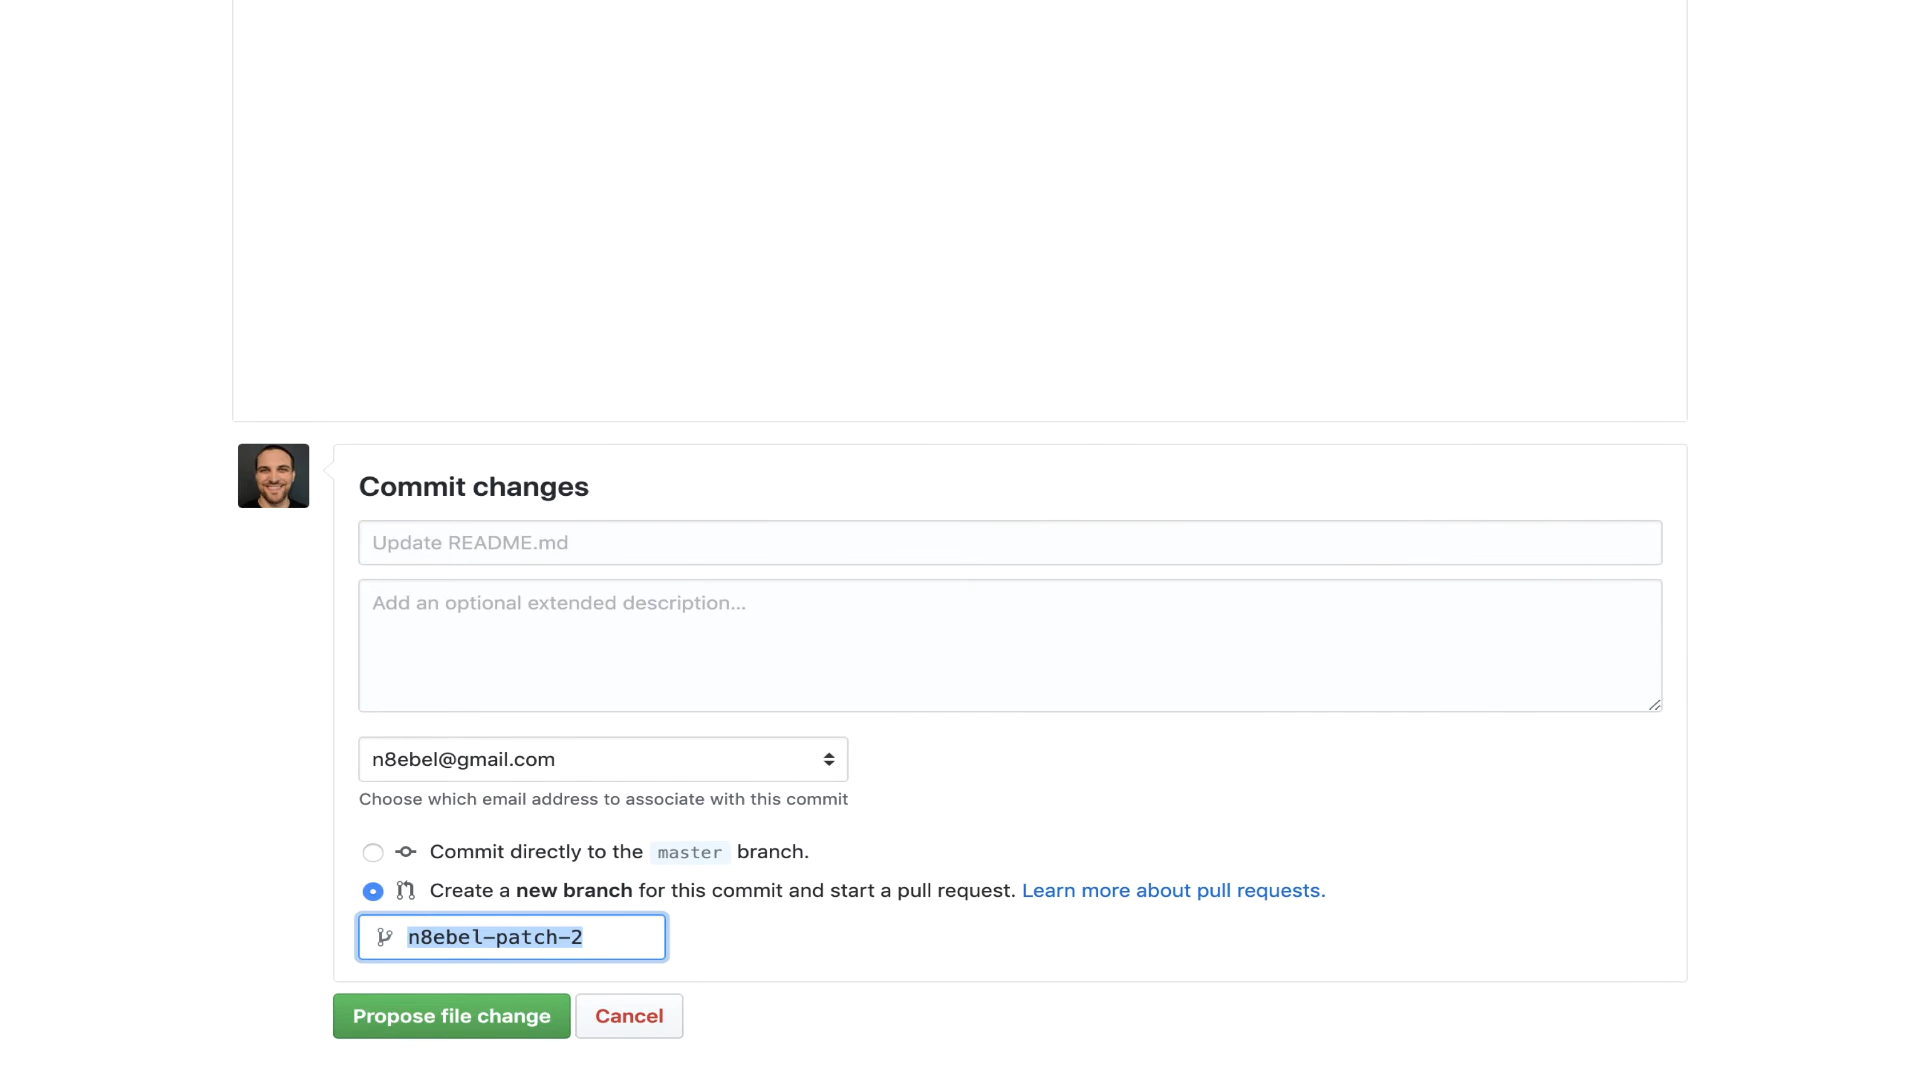 Commit changes
Update README.md
Add an optional extended description...
n8ebel@gmail.com
Choose which email address to associate with this commit
Commit directly to the master branch.
Create a new branch for this commit and start a pull request. Learn more about pull requests.
n8ebel-patch-2
Propose file change Cancel